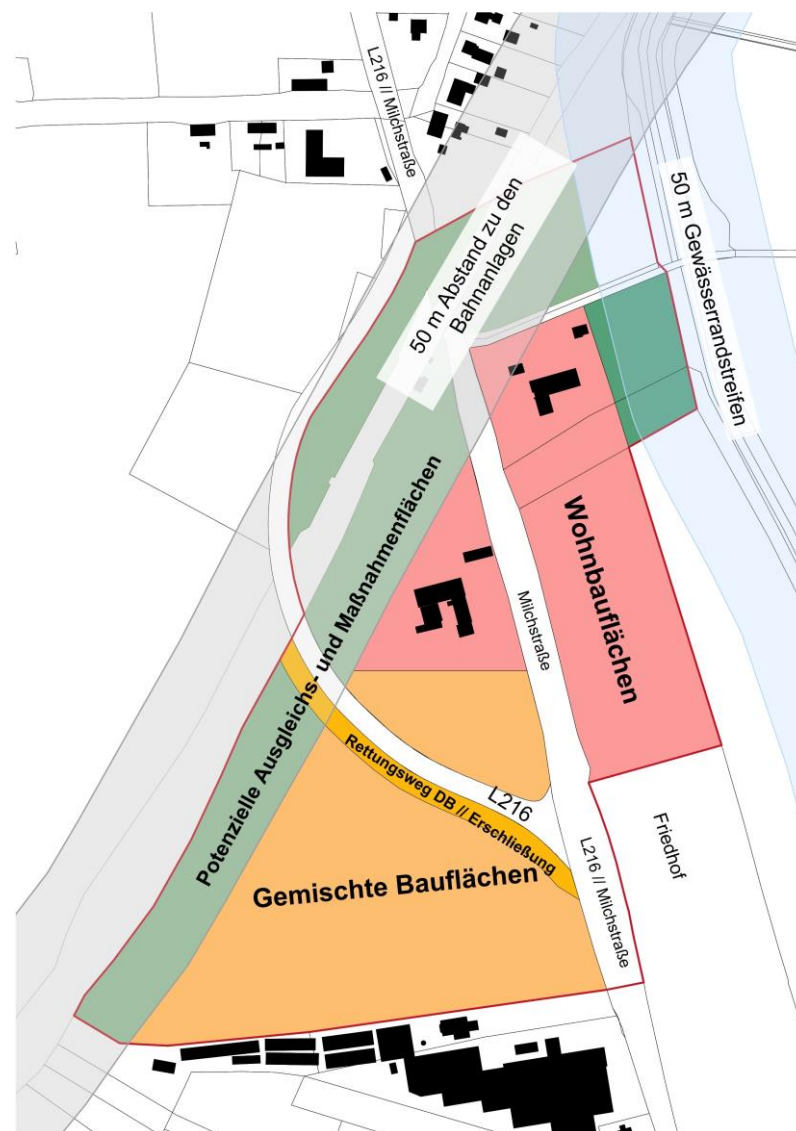 L216 // Milchstraße
50 m Abstand zu den
Bahnanlagen
50 m Gewässerrandstreifen
Potenzielle Ausgleichs- und Maßnahmenflächen
Wohnbauflächen
Milchstraße
L216
Rettungsweg DB // Erschließung
Gemischte Bauflächen
L216 // Milchstraße
Friedhof